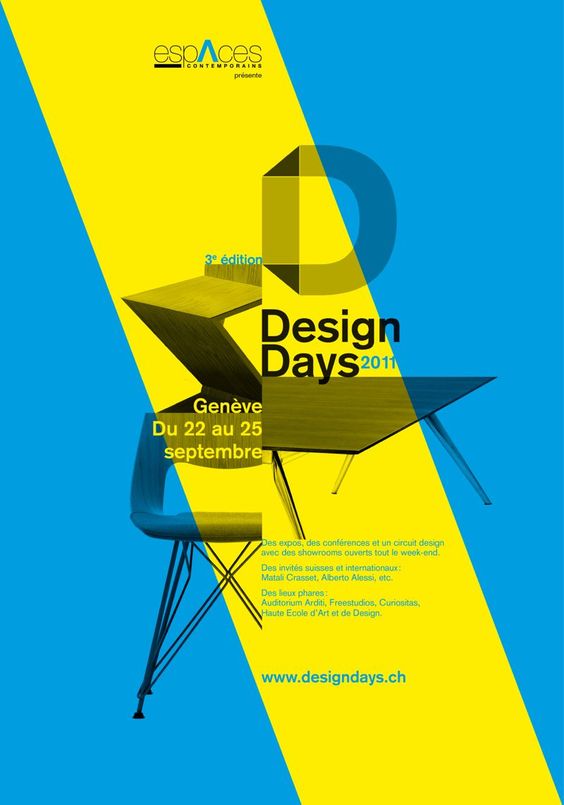 espAces
CONTEMPORAINS
présente
D
3e édition
Design
Days 2011
Genève
Du 22 au 25
septembre
Des expos, des conférences et un circuit design
avec des showrooms ouverts tout le week-end.
Des invités suisses et internationaux:
Matali Crasset, Alberto Alessi, etc.
Des lieux phares:
Auditorium Arditi, Freestudios, Curiositas,
Haute Ecole d'Art et de Design.
www.designdays.ch